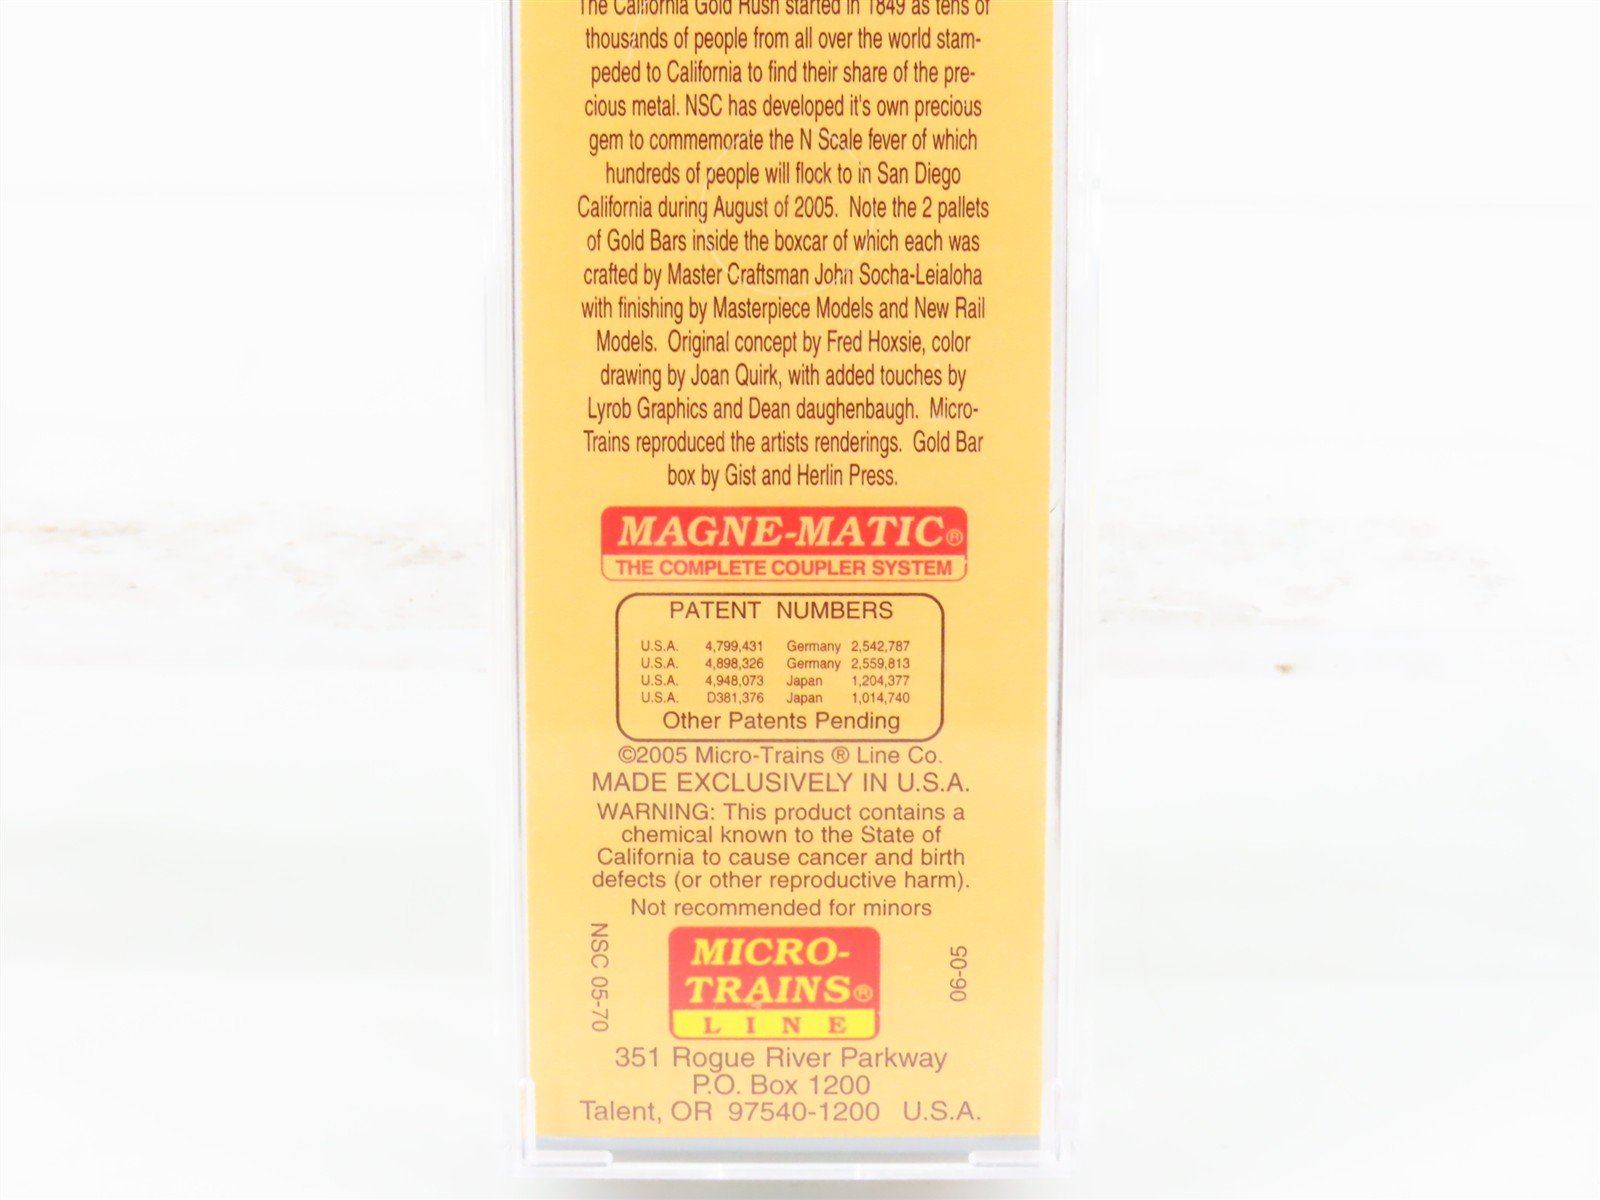 The California Gold Rush started in 1849 as tens of
thousands of people from all over the world stam-
peded to California to find their share of the pre-
cious metal. NSC has developed it's own precious
gem to commemorate the N Scale fever of which
hundreds of people will flock to in San Diego
California during August of 2005. Note the 2 pallets
of Gold Bars inside the boxcar of which each was
crafted by Master Craftsman John Socha-Leialoha
with finishing by Masterpiece Models and New Rail
Models. Original concept by Fred Hoxsie, color
drawing by Joan Quirk, with added touches by
Lyrob Graphics and Dean daughenbaugh. Micro-
Trains reproduced the artists renderings. Gold Bar
box by Gist and Herlin Press.
MAGNE-MATIC®
THE COMPLETE COUPLER SYSTEM
PATENT NUMBERS
U.S.A. 4,799,431 Germany 2,542,787
U.S.A. 4,898,326 Germany 2,559,813
U.S.A. 4,948,073 Japan 1,204,377
U.S.A. D381,376 Japan 1,014,740
Other Patents Pending
©2005 Micro-Trains ® Line Co.
MADE EXCLUSIVELY IN U.S.A.
WARNING: This product contains a
chemical known to the State of
California to cause cancer and birth
defects (or other reproductive harm).
Not recommended for minors
NSC 05-70
MICRO-
TRAINS®
LINE
06-05
351 Rogue River Parkway
P.O. Box 1200
Talent, OR 97540-1200 U.S.A.